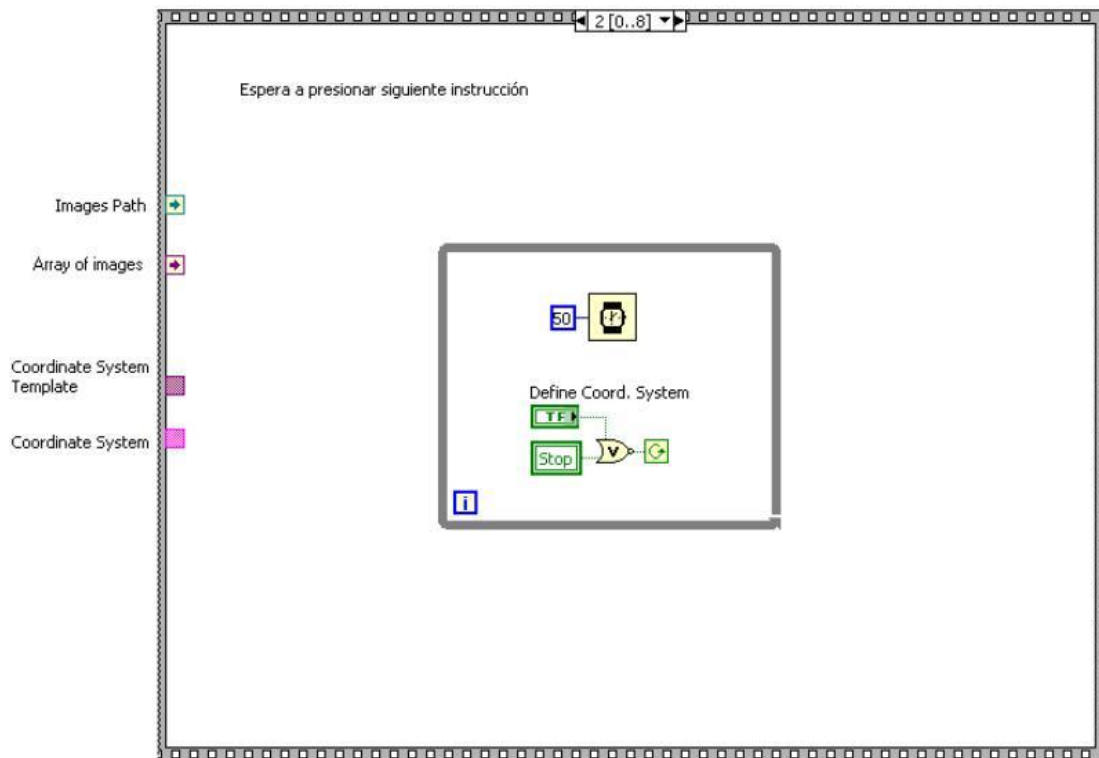 2 [0..8]
Espera a presionar siguiente instrucción
Images Path
Array of images
50
Coordinate System
Template
Define Coord. System
TF
Coordinate System
Stop
V
i